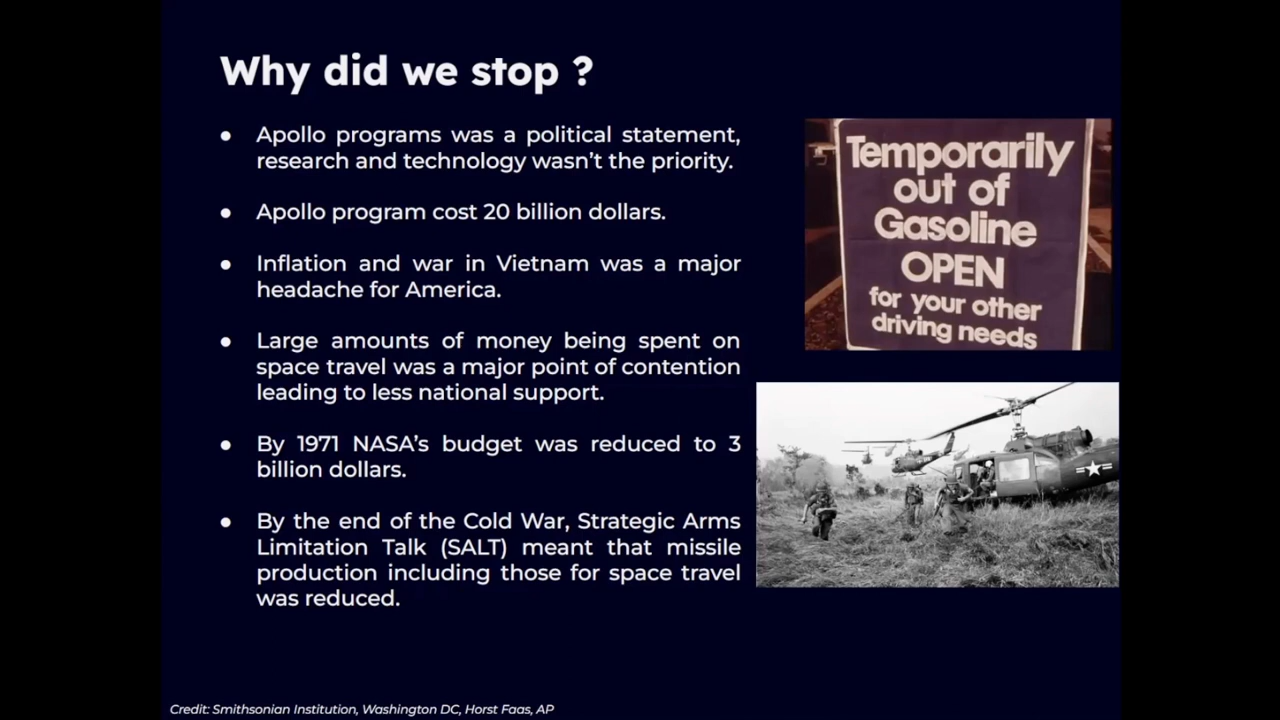 Why did we stop ?
● Apollo programs was a political statement,
research and technology wasn't the priority.
● Apollo program cost 20 billion dollars.
● Inflation and war in Vietnam was a major
headache for America.
● Large amounts of money being spent on
space travel was a major point of contention
leading to less national support.
● By 1971 NASA's budget was reduced to 3
billion dollars.
● By the end of the Cold War, Strategic Arms
Limitation Talk (SALT) meant that missile
production including those for space travel
was reduced.
Temporarily
out of
Gasoline
OPEN
for your other
driving needs
Credit: Smithsonian Institution, Washington DC, Horst Faas, AP